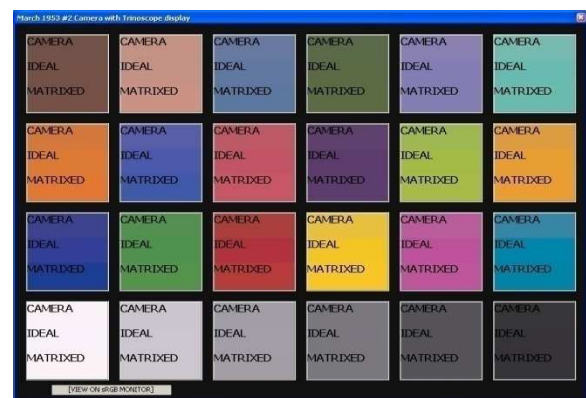 March 1953 #2 Camera with Trinoscope display
CAMERA CAMERA CAMERA CAMERA CAMERA CAMERA
IDEAL IDEAL IDEAL IDEAL IDEAL IDEAL
MATRIXED MATRIXED MATRIXED MATRIXED MATRIXED MATRIXED
CAMERA CAMERA CAMERA CAMERA CAMERA CAMERA
IDEAL IDEAL IDEAL IDEAL IDEAL IDEAL
MATRIXED MATRIXED MATRIXED MATRIXED MATRIXED MATRIXED
CAMERA CAMERA CAMERA CAMERA CAMERA CAMERA
IDEAL IDEAL IDEAL IDEAL IDEAL IDEAL
MATRIXED MATRIXED MATRIXED MATRIXED MATRIXED MATRIXED
CAMERA CAMERA CAMERA CAMERA CAMERA CAMERA
IDEAL IDEAL IDEAL IDEAL IDEAL IDEAL
MATRIXED MATRIXED MATRIXED MATRIXED MATRIXED MATRIXED
[VIEW ON sRGB MONITOR]